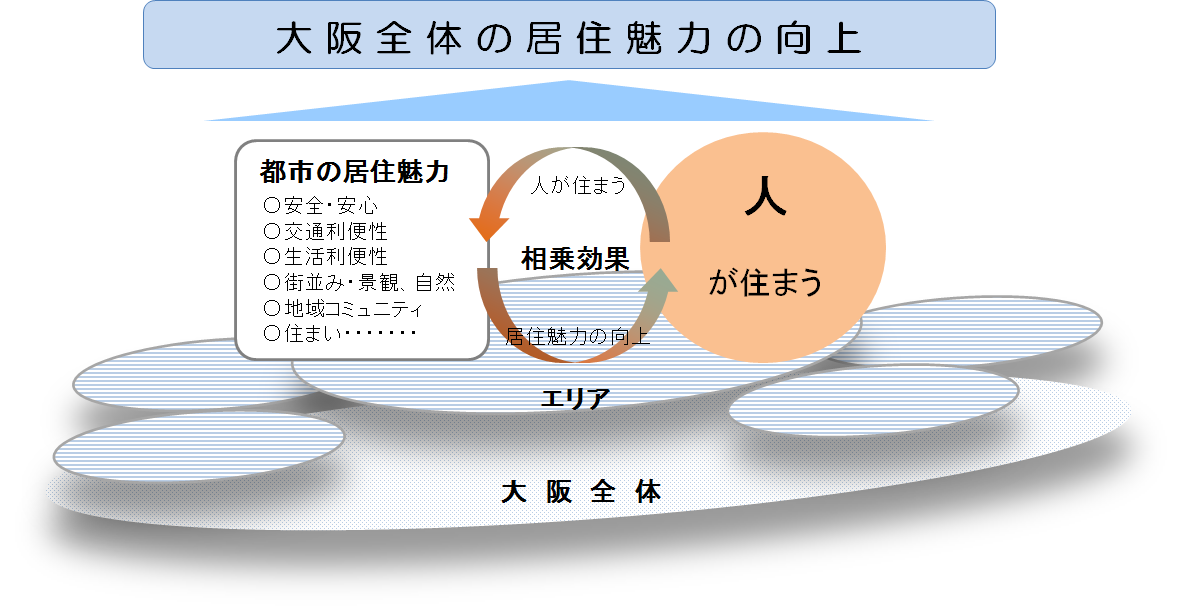 大阪全体の居住魅力の向上
都市の居住魅力
○安全・安心
○交通利便性
○生活利便性
○街並み・景観、自然
○地域コミュニティ
○住まい・・・・・・・
人が住まう
相乗効果
居住魅力の向上
人
が住まう
エリア
大阪全体